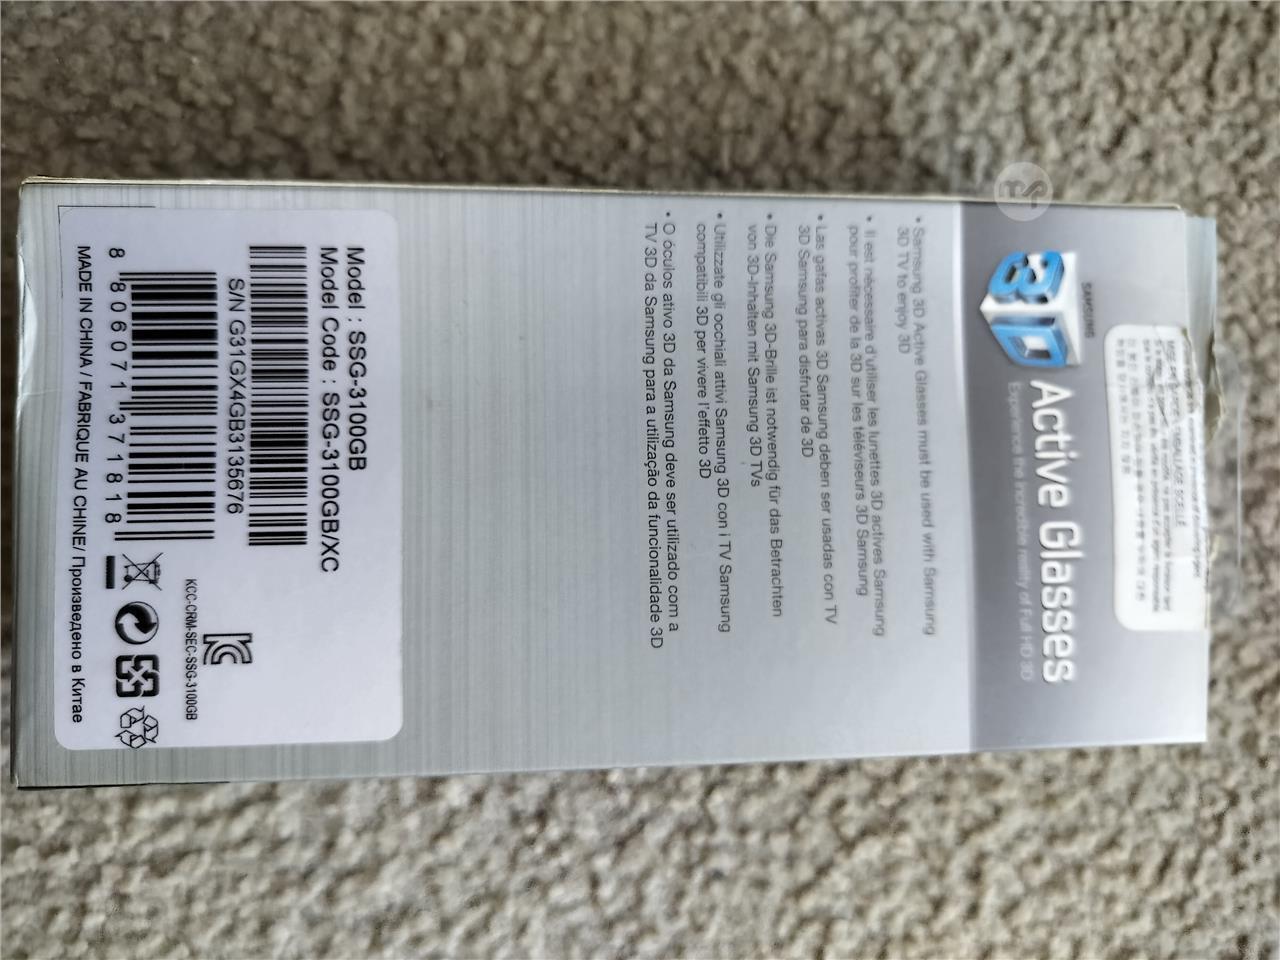 SAMSUNG
3D
Active Glasses
Experience the incredible reality of Full HD 3D
• Samsung 3D Active Glasses must be used with Samsung
3D TV to enjoy 3D
• Il est nécessaire d'utiliser les lunettes 3D actives Samsung
pour profiter de la 3D sur les téléviseurs 3D Samsung
• Las gafas activas 3D Samsung deben ser usadas con TV
3D Samsung para disfrutar de 3D
• Die Samsung 3D-Brille ist notwendig für das Betrachten
von 3D-Inhalten mit Samsung 3D TVs
• Utilizzate gli occhiali attivi Samsung 3D con i TV Samsung
compatibili 3D per vivere l'effetto 3D
• O óculos ativo 3D da Samsung deve ser utilizado com a
TV 3D da Samsung para a utilização da funcionalidade 3D
Model : SSG-3100GB
Model Code : SSG-3100GB/XC
S/N G31GX4GB3135676
8 806071 371818
KCC-CRM-SEC-SSG-3100GB
MADE IN CHINA / FABRIQUE AU CHINE/ Произведено в Китае